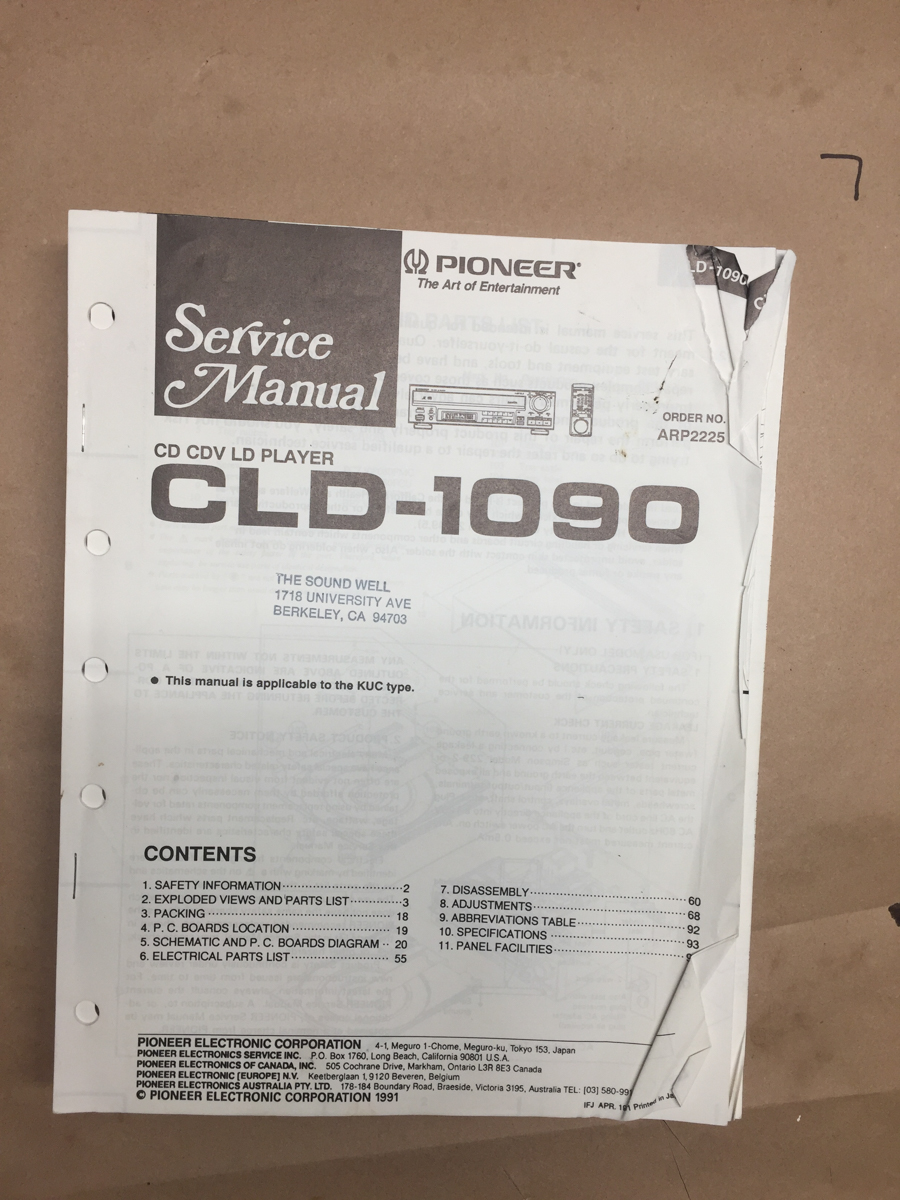 Service
Manual
PIONEER®
The Art of Entertainment
LD-1090
ORDER NO.
ARP2225
CD CDV LD PLAYER
CLD-1090
THE SOUND WELL
1718 UNIVERSITY AVE
BERKELEY, CA 94703
● This manual is applicable to the KUC type.
CONTENTS
1. SAFETY INFORMATION 2
2. EXPLODED VIEWS AND PARTS LIST 3
3. PACKING 18
4. P. C. BOARDS LOCATION 19
5. SCHEMATIC AND P. C. BOARDS DIAGRAM 20
6. ELECTRICAL PARTS LIST 55
7. DISASSEMBLY 60
8. ADJUSTMENTS 68
9. ABBREVIATIONS TABLE 92
10. SPECIFICATIONS 93
11. PANEL FACILITIES
PIONEER ELECTRONIC CORPORATION 4-1, Meguro 1-Chome, Meguro-ku, Tokyo 153, Japan
PIONEER ELECTRONICS SERVICE INC. P.O. Box 1760, Long Beach, California 90801 U.S.A.
PIONEER ELECTRONICS OF CANADA, INC. 505 Cochrane Drive, Markham, Ontario L3R 8E3 Canada
PIONEER ELECTRONIC [EUROPE] N.V. Keetberglaan 1, 9120 Beveren, Belgium
PIONEER ELECTRONICS AUSTRALIA PTY. LTD. 178-184 Boundary Road, Braeside, Victoria 3195, Australia TEL: [03] 580-99
© PIONEER ELECTRONIC CORPORATION 1991
IFJ APR. Printed in